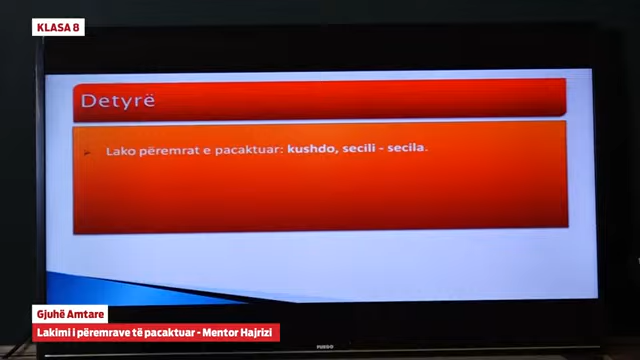 KLASA 8
Detyrë
Lako përemrat e pacaktuar: kushdo, secili - secila.
Gjuhë Amtare
Lakimi i përemrave të pacaktuar - Mentor Hajrizi